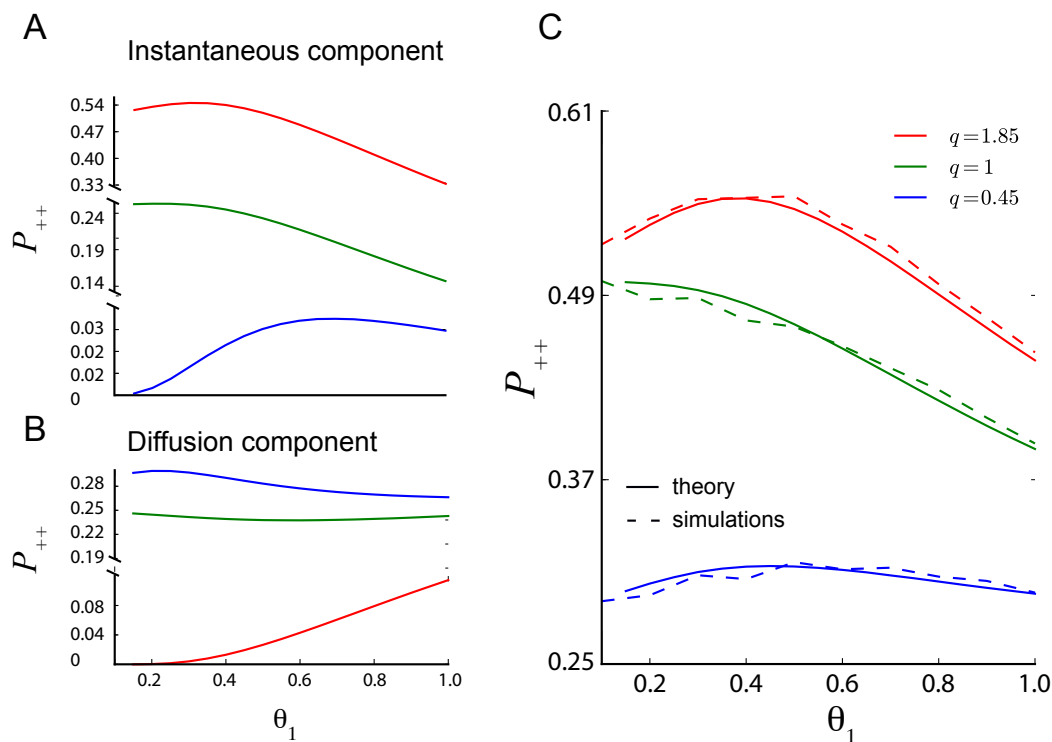 A
Instantaneous component
0.54
0.47
0.40
0.33
0.24
0.19
0.14
0.03
0.02
0.02
0
P++
B
Diffusion component
0.28
0.25
0.22
0.19
0.08
0.04
0
P++
0.2 0.4 0.6 0.8 1.0
θ1
C
0.61
0.49
0.37
0.25
P++
q=1.85
q=1
q=0.45
theory
simulations
0.2 0.4 0.6 0.8 1.0
θ1